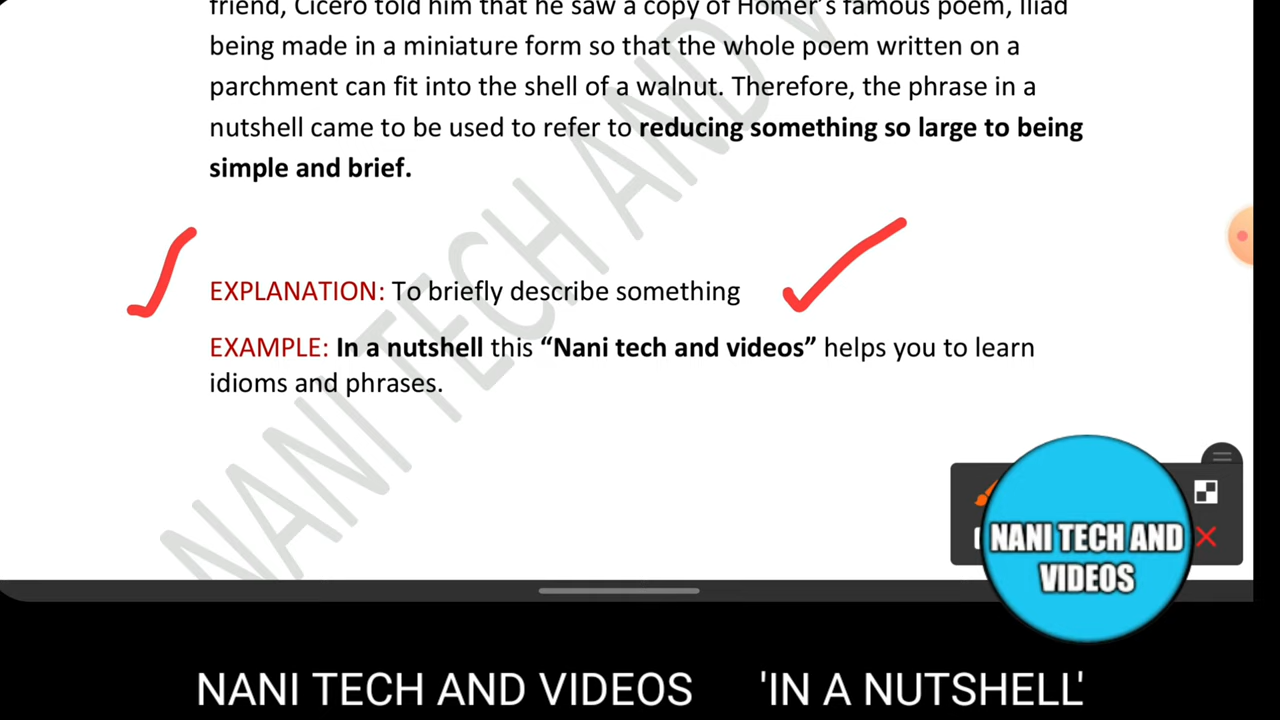 friend, Cicero told him that he saw a copy of Homer's famous poem, Iliad
being made in a miniature form so that the whole poem written on a
parchment can fit into the shell of a walnut. Therefore, the phrase in a
nutshell came to be used to refer to reducing something so large to being
simple and brief.
EXPLANATION: To briefly describe something
EXAMPLE: In a nutshell this “Nani tech and videos” helps you to learn
idioms and phrases.
NANI TECH AND V
NANI TECH AND
VIDEOS
NANI TECH AND VIDEOS 'IN A NUTSHELL'